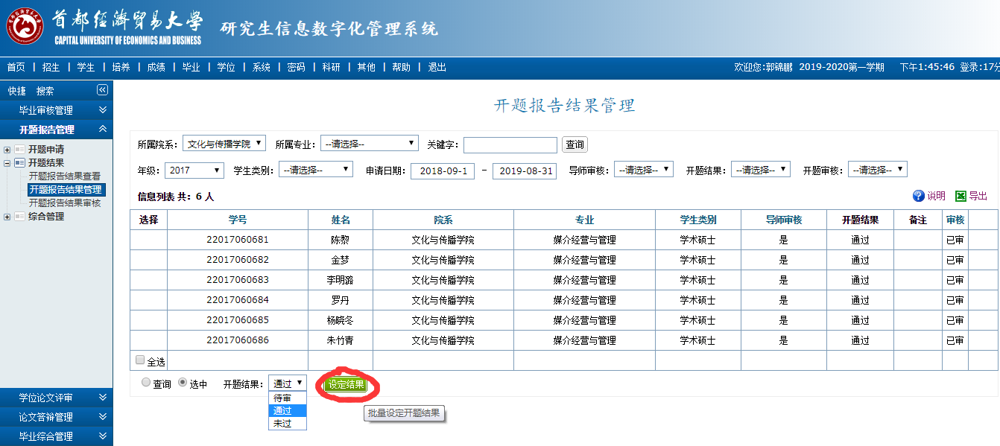 首都经济贸易大学
CAPITAL UNIVERSITY OF ECONOMICS AND BUSINESS
研究生信息数字化管理系统
首页 | 招生 | 学生 | 培养 | 成绩 | 毕业 | 学位 | 系统 | 密码 | 科研 | 其他 | 帮助 | 退出
欢迎您:郭锦鹏 2019-2020第一学期 下午1:45:46 登录:17分
快捷 搜索
毕业审核管理
开题报告管理
开题申请
开题结果
开题报告结果查看
开题报告结果管理
开题报告结果审核
综合管理
学位论文评审
论文答辩管理
毕业综合管理
开题报告结果管理
所属院系: 文化与传播学院 所属专业: --请选择-- 关键字: 查询
年级: 2017 学生类别: --请选择-- 申请日期: 2018-09-1 - 2019-08-31 导师审核: --请选择-- 开题结果: --请选择-- 开题审核: --请选择--
信息列表 共: 6 人 说明 导出
选择 学号 姓名 院系 专业 学生类别 导师审核 开题结果 备注 审核
22017060681 陈黎 文化与传播学院 媒介经营与管理 学术硕士 是 通过 已审
22017060682 金梦 文化与传播学院 媒介经营与管理 学术硕士 是 通过 已审
22017060683 李明璐 文化与传播学院 媒介经营与管理 学术硕士 是 通过 已审
22017060684 罗丹 文化与传播学院 媒介经营与管理 学术硕士 是 通过 已审
22017060685 杨晓冬 文化与传播学院 媒介经营与管理 学术硕士 是 通过 已审
22017060686 朱竹青 文化与传播学院 媒介经营与管理 学术硕士 是 通过 已审
全选
查询 选中 开题结果: 通过 设定结果
待审
通过
未过
批量设定开题结果